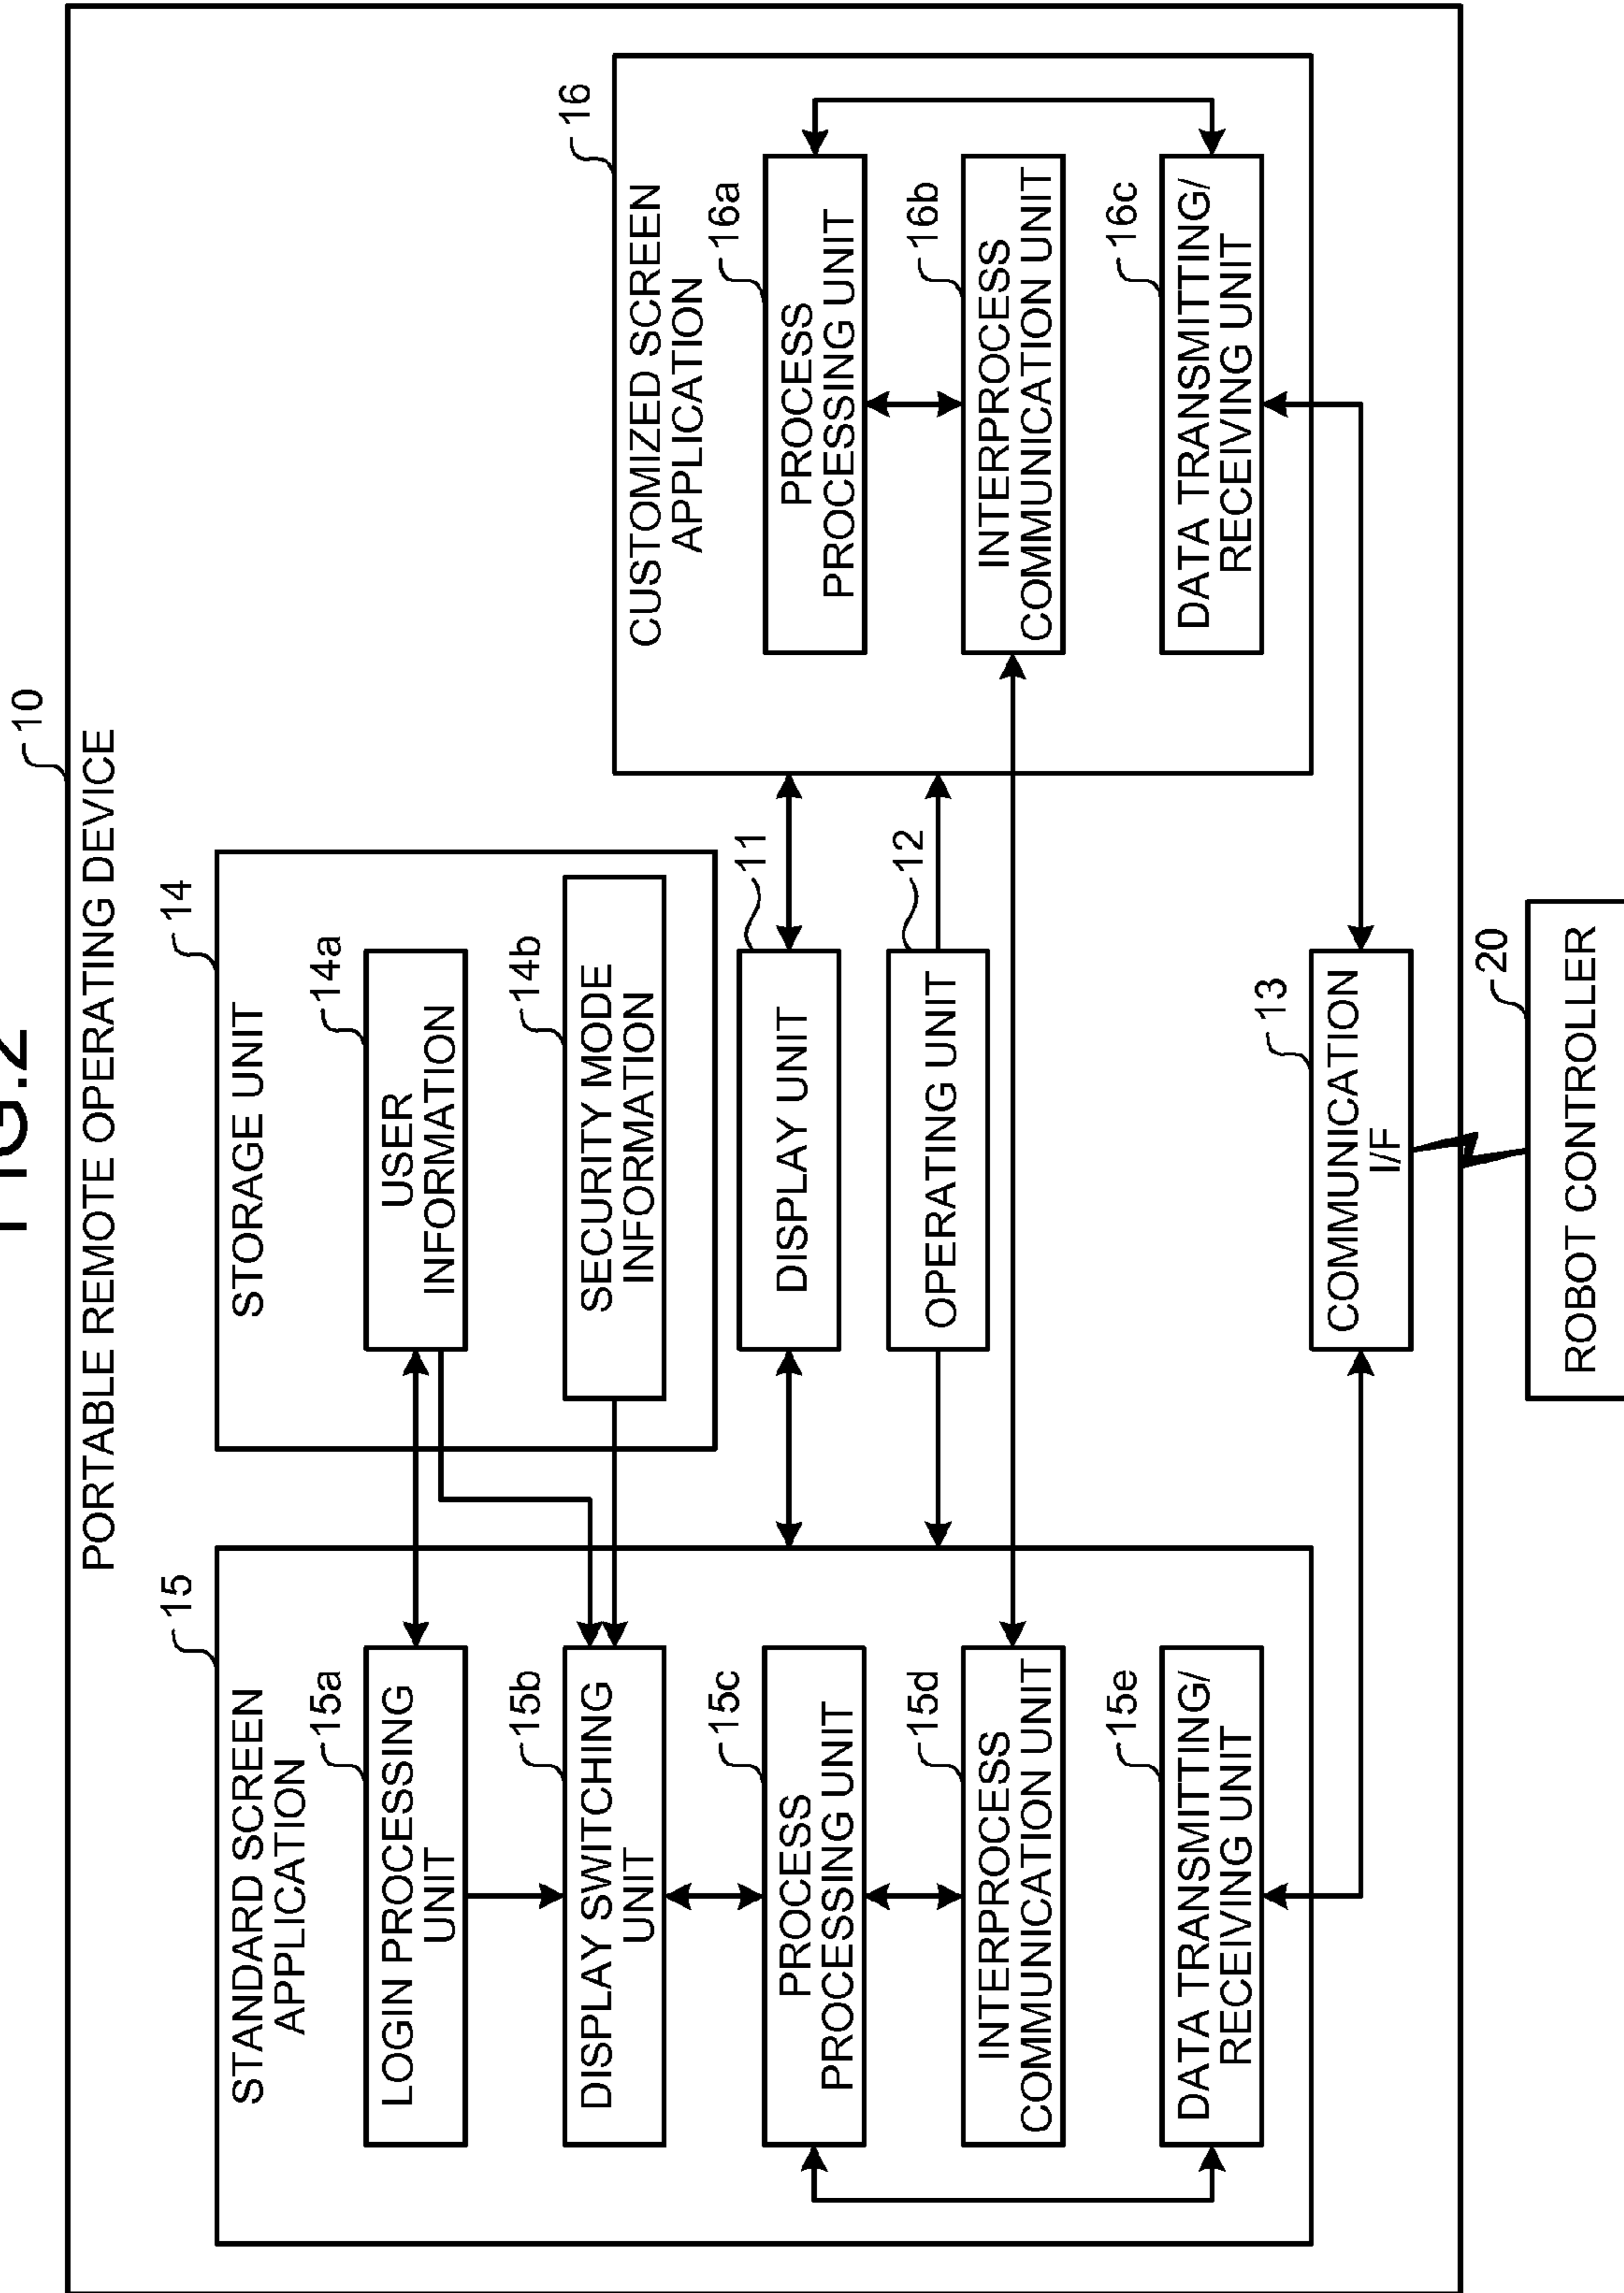 FIG.2
10
PORTABLE REMOTE OPERATING DEVICE
15
STANDARD SCREEN
APPLICATION
15a
LOGIN PROCESSING
UNIT
15b
DISPLAY SWITCHING
UNIT
15c
PROCESS
PROCESSING UNIT
15d
INTERPROCESS
COMMUNICATION UNIT
15e
DATA TRANSMITTING/
RECEIVING UNIT
14
STORAGE UNIT
14a
USER
INFORMATION
14b
SECURITY MODE
INFORMATION
11
DISPLAY UNIT
12
OPERATING UNIT
13
COMMUNICATION
I/F
16
CUSTOMIZED SCREEN
APPLICATION
16a
PROCESS
PROCESSING UNIT
16b
INTERPROCESS
COMMUNICATION UNIT
16c
DATA TRANSMITTING/
RECEIVING UNIT
20
ROBOT CONTROLLER